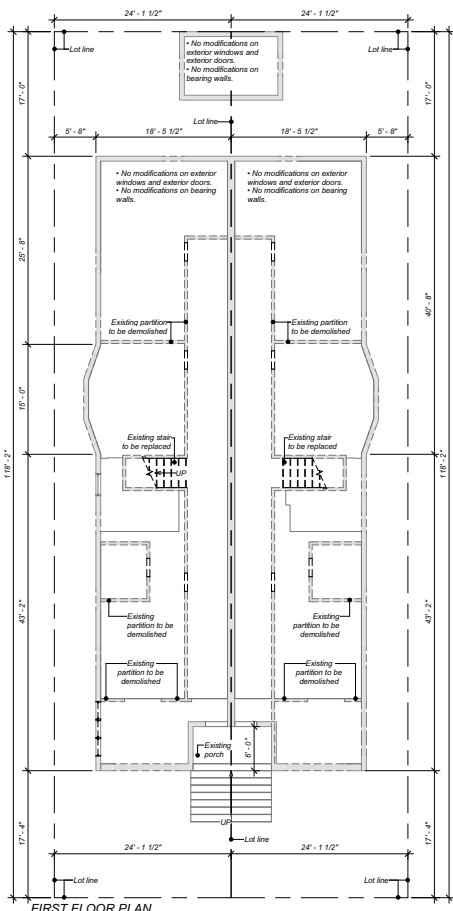 24' - 1 1/2"
24' - 1 1/2"
Lot line
Lot line
• No modifications on
exterior windows and
exterior doors.
• No modifications on
bearing walls.
17' - 0"
17' - 0"
Lot line
5' - 8"
18' - 5 1/2"
18' - 5 1/2"
5' - 8"
• No modifications on exterior
windows and exterior doors.
• No modifications on bearing
walls.
• No modifications on exterior
windows and exterior doors.
• No modifications on bearing
walls.
25' - 8"
40' - 8"
Existing partition
to be demolished
Existing partition
to be demolished
15' - 0"
Existing stair
to be replaced
Existing stair
to be replaced
UP
118' - 2"
118' - 2"
43' - 2"
43' - 2"
Existing
partition to be
demolished
Existing
partition to be
demolished
Existing
partition to be
demolished
Existing
partition to be
demolished
Existing
porch
6' - 0"
UP
Lot line
17' - 4"
17' - 4"
24' - 1 1/2"
24' - 1 1/2"
Lot line
Lot line
FIRST FLOOR PLAN